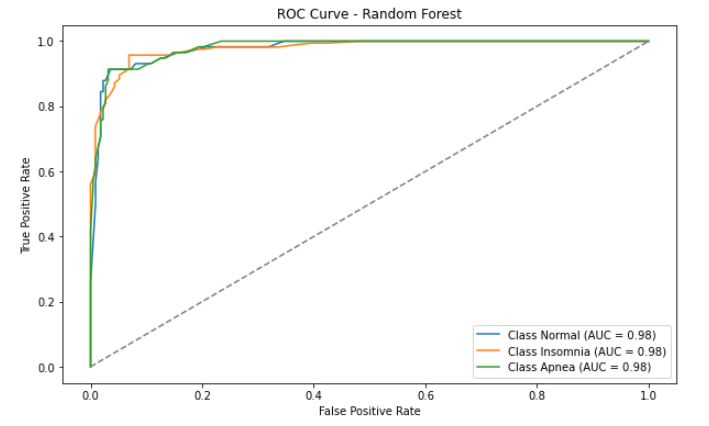 ROC Curve - Random Forest
True Positive Rate
1.0
0.8
0.6
0.4
0.2
0.0
Class Normal (AUC = 0.98)
Class Insomnia (AUC = 0.98)
Class Apnea (AUC = 0.98)
0.0 0.2 0.4 0.6 0.8 1.0
False Positive Rate